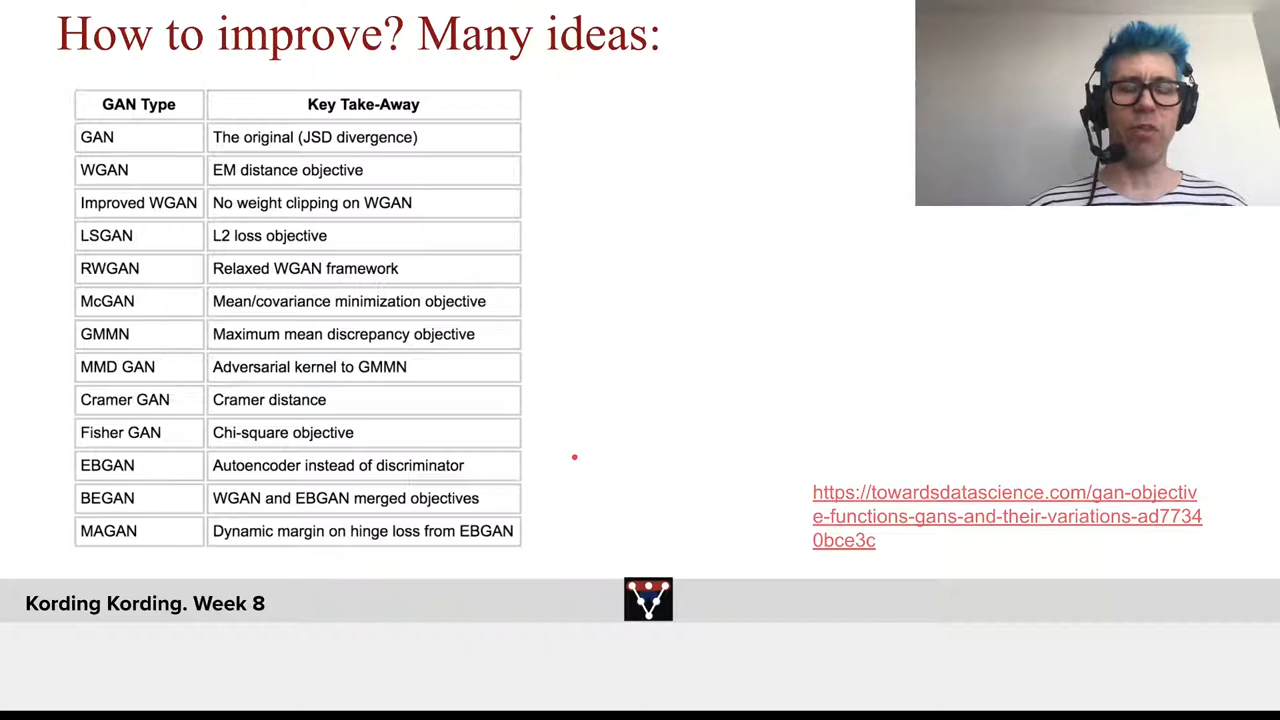 How to improve? Many ideas:
GAN Type Key Take-Away
GAN The original (JSD divergence)
WGAN EM distance objective
Improved WGAN No weight clipping on WGAN
LSGAN L2 loss objective
RWGAN Relaxed WGAN framework
McGAN Mean/covariance minimization objective
GMMN Maximum mean discrepancy objective
MMD GAN Adversarial kernel to GMMN
Cramer GAN Cramer distance
Fisher GAN Chi-square objective
EBGAN Autoencoder instead of discriminator
BEGAN WGAN and EBGAN merged objectives
MAGAN Dynamic margin on hinge loss from EBGAN
https://towardsdatascience.com/gan-objectiv
e-functions-gans-and-their-variations-ad7734
0bce3c
Kording Kording. Week 8